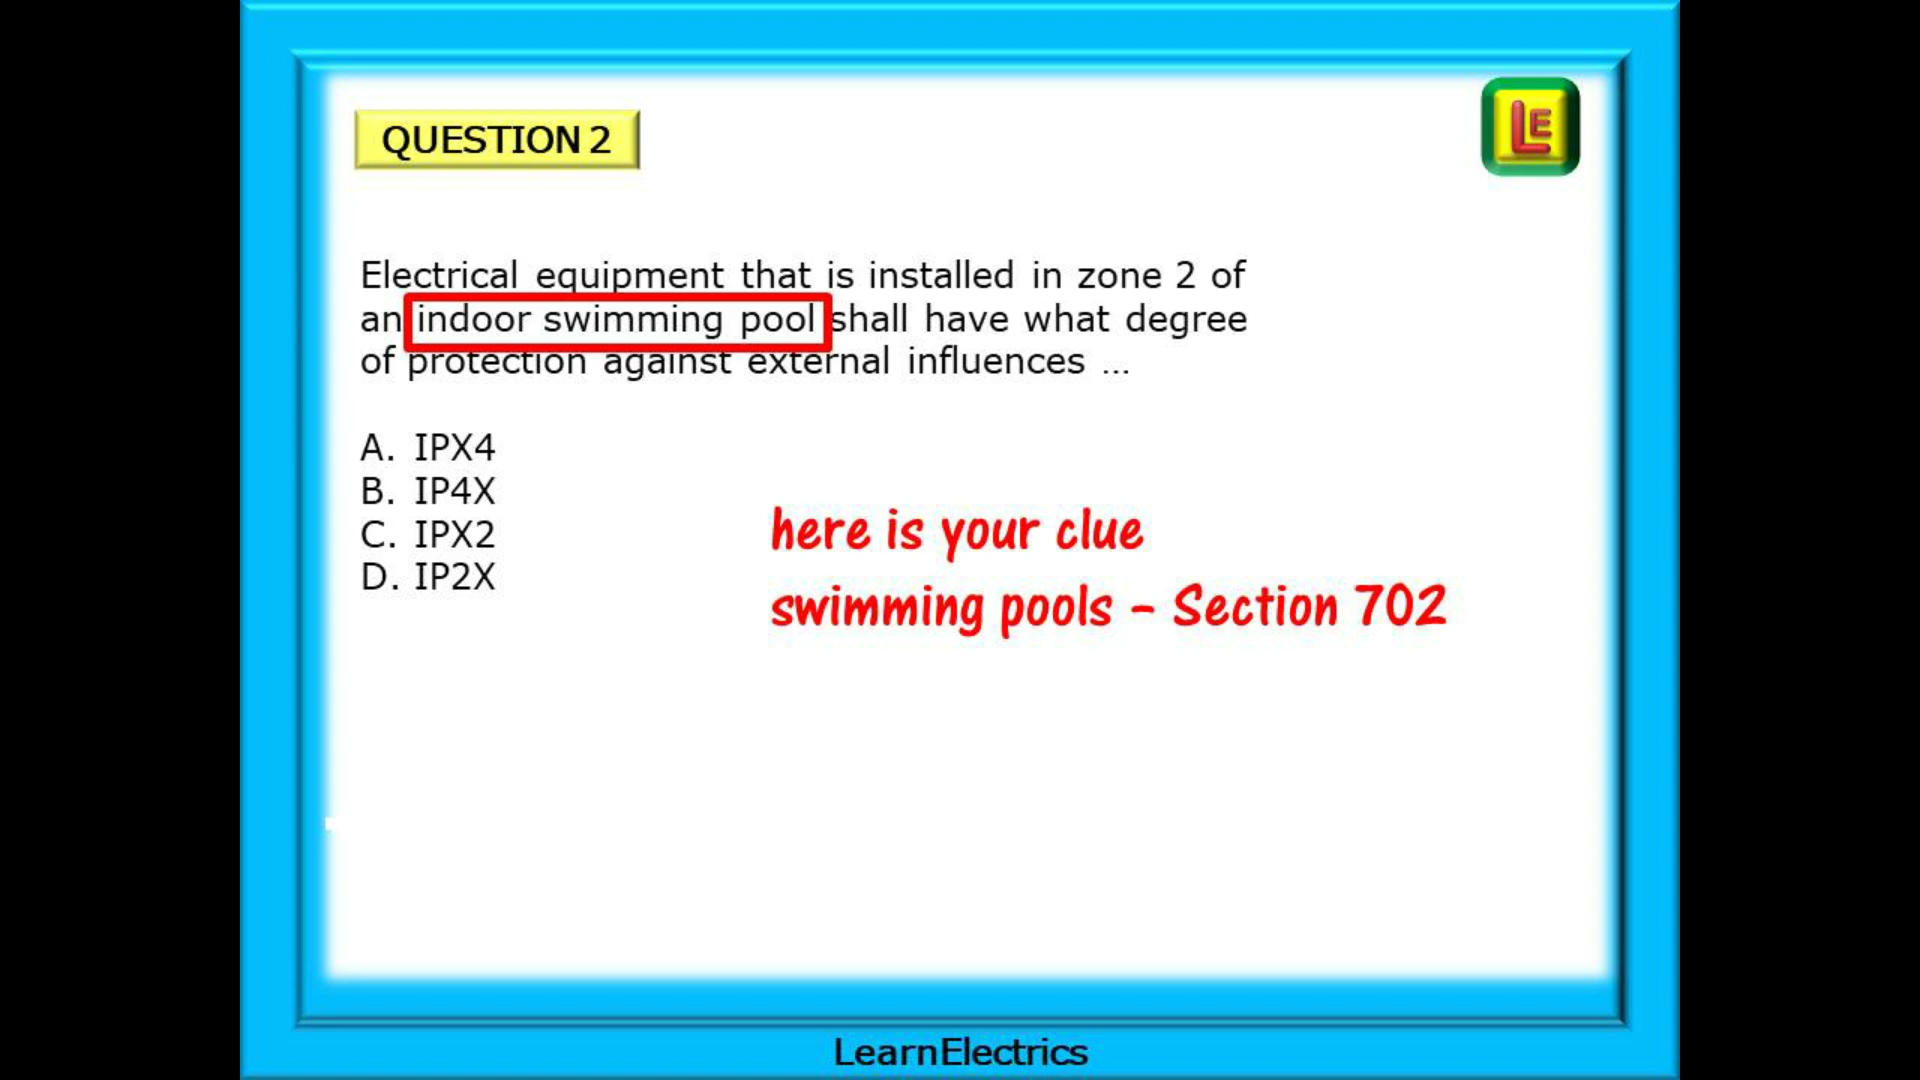 QUESTION 2
LE
Electrical equipment that is installed in zone 2 of
an indoor swimming pool shall have what degree
of protection against external influences ...
A. IPX4
B. IP4X
C. IPX2
D. IP2X
here is your clue
swimming pools – Section 702
LearnElectrics